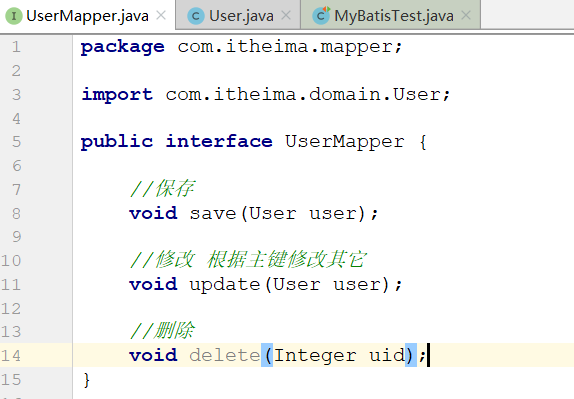 UserMapper.java × User.java × MyBatisTest.java ×
1 package com.itheima.mapper;
2
3 import com.itheima.domain.User;
4
5 public interface UserMapper {
6
7 //保存
8 void save(User user);
9
10 //修改 根据主键修改其它
11 void update(User user);
12
13 //删除
14 void delete(Integer uid);
15 }